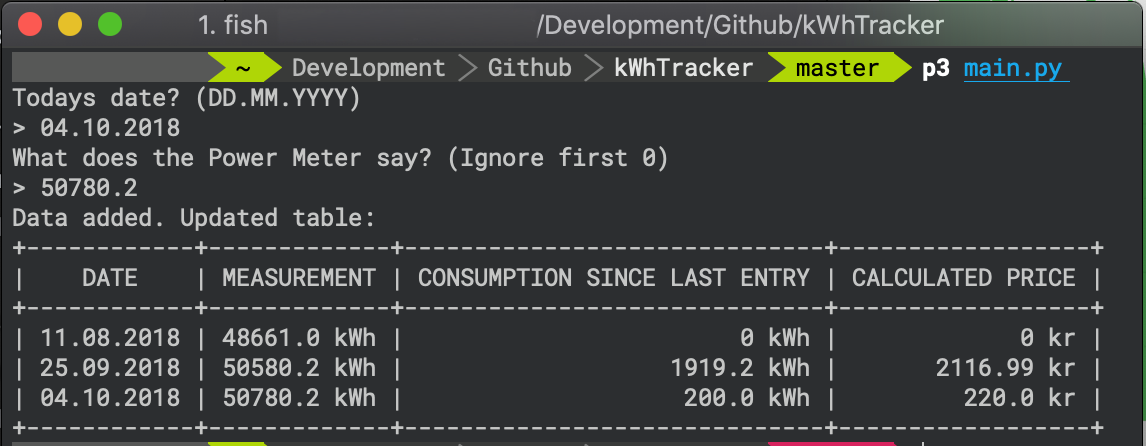 1. fish /Development/Github/kWhTracker
~ Development Github kWhTracker master p3 main.py
Todays date? (DD.MM.YYYY)
> 04.10.2018
What does the Power Meter say? (Ignore first 0)
> 50780.2
Data added. Updated table:
+------------+-------------+------------------------------+------------------+
|    DATE    | MEASUREMENT | CONSUMPTION SINCE LAST ENTRY | CALCULATED PRICE |
+------------+-------------+------------------------------+------------------+
| 11.08.2018 | 48661.0 kWh |                        0 kWh |             0 kr |
| 25.09.2018 | 50580.2 kWh |                   1919.2 kWh |       2116.99 kr |
| 04.10.2018 | 50780.2 kWh |                    200.0 kWh |         220.0 kr |
+------------+-------------+------------------------------+------------------+